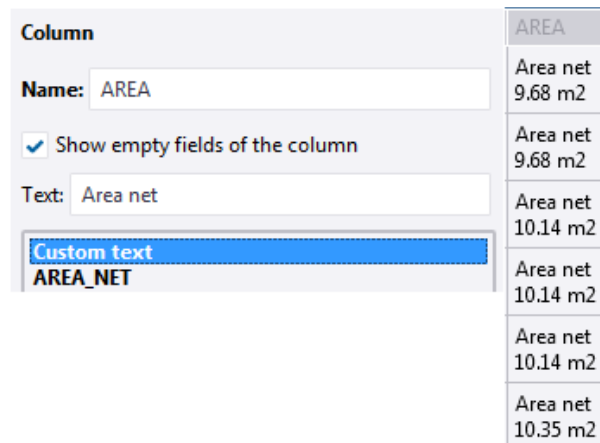 Column
Name: AREA
Show empty fields of the column
Text: Area net
Custom text
AREA_NET
AREA
Area net
9.68 m2
Area net
9.68 m2
Area net
10.14 m2
Area net
10.14 m2
Area net
10.14 m2
Area net
10.35 m2